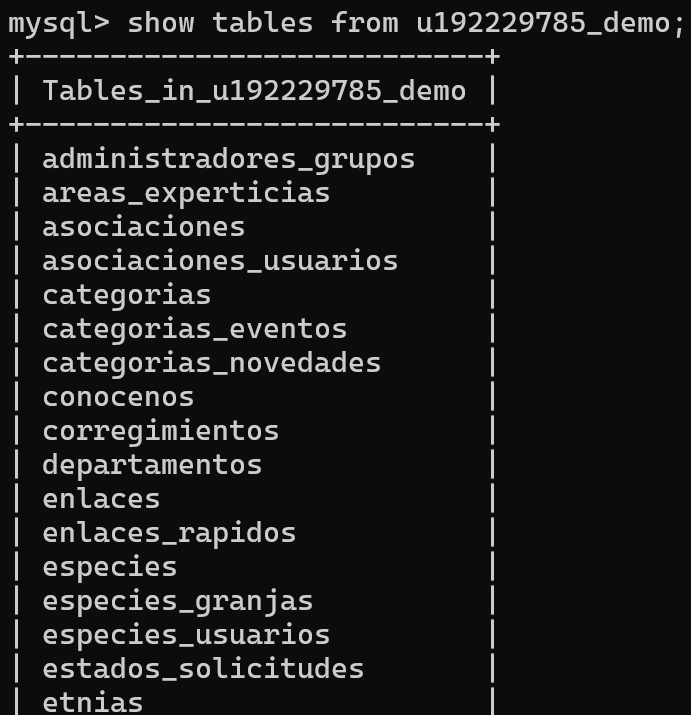 mysql> show tables from u192229785_demo;
+---------------------------+
| Tables_in_u192229785_demo |
+---------------------------+
| administradores_grupos |
| areas_experticias |
| asociaciones |
| asociaciones_usuarios |
| categorias |
| categorias_eventos |
| categorias_novedades |
| conocenos |
| corregimientos |
| departamentos |
| enlaces |
| enlaces_rapidos |
| especies |
| especies_granjas |
| especies_usuarios |
| estados_solicitudes |
| etnias |